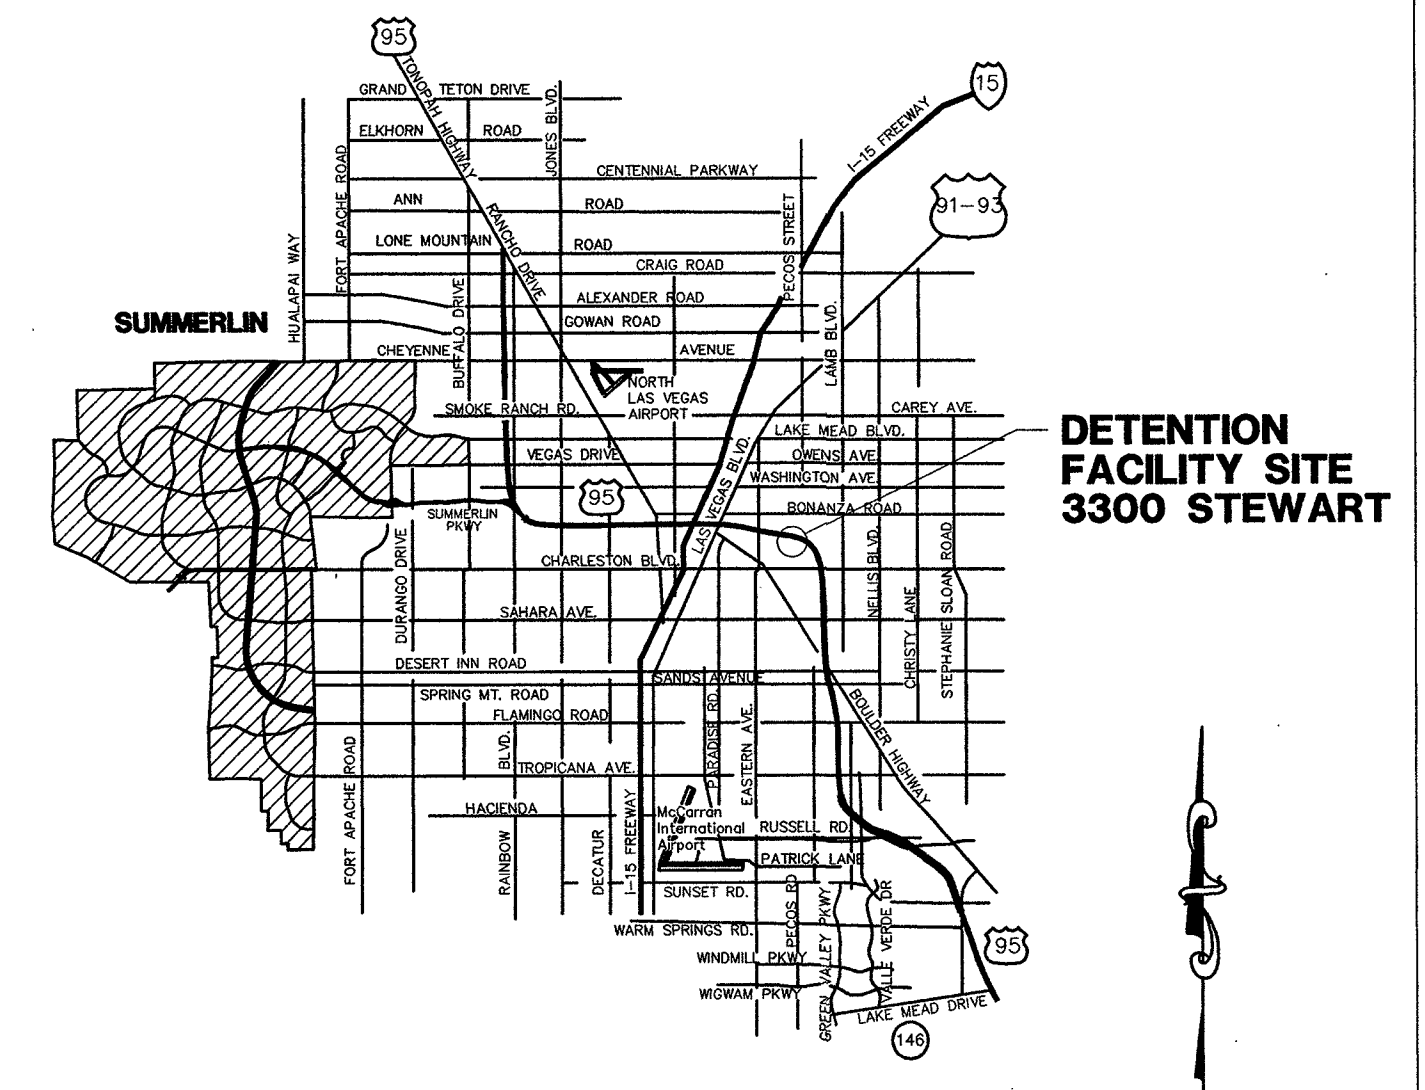 95
TONOPAH HIGHWAY
GRAND TETON DRIVE
JONES BLVD.
15
I-15 FREEWAY
ELKHORN ROAD
FORT APACHE ROAD
CENTENNIAL PARKWAY
91-93
ANN ROAD
RANCHO DRIVE
PECOS STREET
LONE MOUNTAIN ROAD
HUALAPAI WAY
CRAIG ROAD
BUFFALO DRIVE
ALEXANDER ROAD
SUMMERLIN
GOWAN ROAD
LAMB BLVD.
CHEYENNE AVENUE
NORTH
LAS VEGAS
AIRPORT
SMOKE RANCH RD.
CAREY AVE.
LAKE MEAD BLVD.
DETENTION
FACILITY SITE
3300 STEWART
VEGAS DRIVE
OWENS AVE.
LAS VEGAS BLVD.
WASHINGTON AVE.
95
SUMMERLIN
PKWY
BONANZA ROAD
DURANGO DRIVE
CHARLESTON BLVD.
NELLIS BLVD.
CHRISTY LANE
STEPHANIE SLOAN ROAD
SAHARA AVE.
DESERT INN ROAD
SANDS AVENUE
SPRING MT. ROAD
FLAMINGO ROAD
PARADISE RD.
EASTERN AVE.
BOULDER HIGHWAY
FORT APACHE ROAD
RAINBOW BLVD.
TROPICANA AVE.
HACIENDA
DECATUR
I-15 FREEWAY
McCarran
International
Airport
RUSSELL RD.
PATRICK LANE
SUNSET RD.
PECOS RD
GREEN VALLEY PKWY
VALLE VERDE DR
WARM SPRINGS RD.
95
WINDMILL PKWY
WIGWAM PKWY
LAKE MEAD DRIVE
146